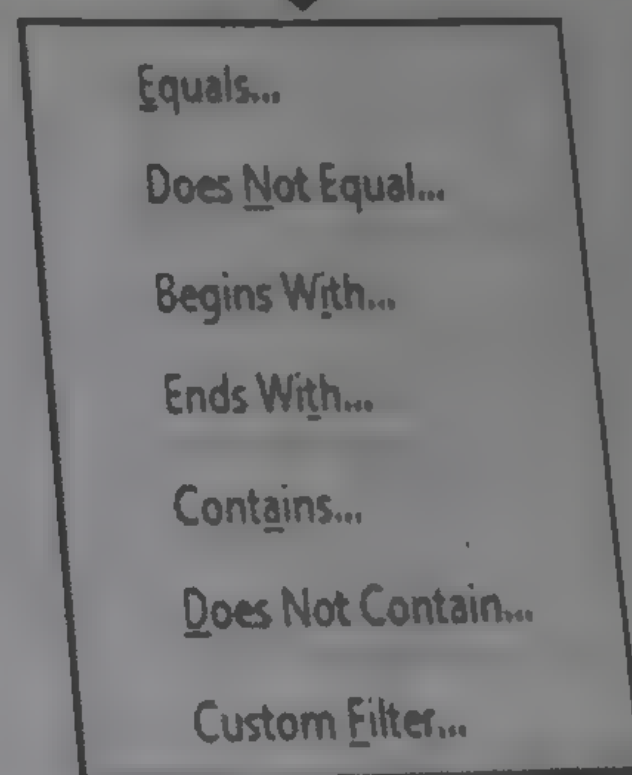 Equals...
Does Not Equal...
Begins With...
Ends With...
Contains...
Does Not Contain...
Custom Filter...